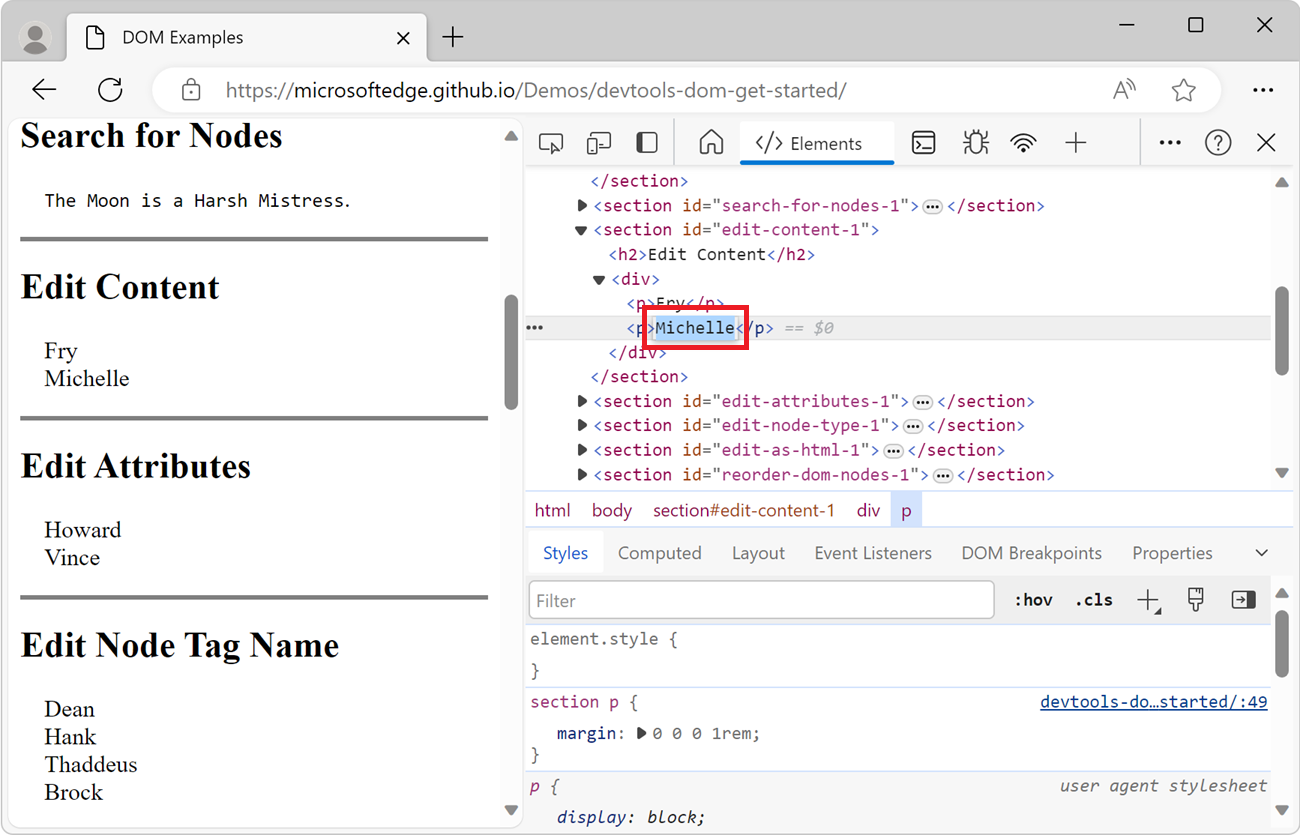 DOM Examples
https://microsoftedge.github.io/Demos/devtools-dom-get-started/
Search for Nodes
The Moon is a Harsh Mistress.
Edit Content
Fry
Michelle
Edit Attributes
Howard
Vince
Edit Node Tag Name
Dean
Hank
Thaddeus
Brock
</> Elements
</section>
<section id="search-for-nodes-1">…</section>
<section id="edit-content-1">
<h2>Edit Content</h2>
<div>
<p>Fry</p>
<p>Michelle</p> == $0
</div>
</section>
<section id="edit-attributes-1">…</section>
<section id="edit-node-type-1">…</section>
<section id="edit-as-html-1">…</section>
<section id="reorder-dom-nodes-1">…</section>
html body section#edit-content-1 div p
Styles Computed Layout Event Listeners DOM Breakpoints Properties
Filter :hov .cls
element.style {
}
section p { devtools-do…started/:49
margin: 0 0 0 1rem;
}
p { user agent stylesheet
display: block;